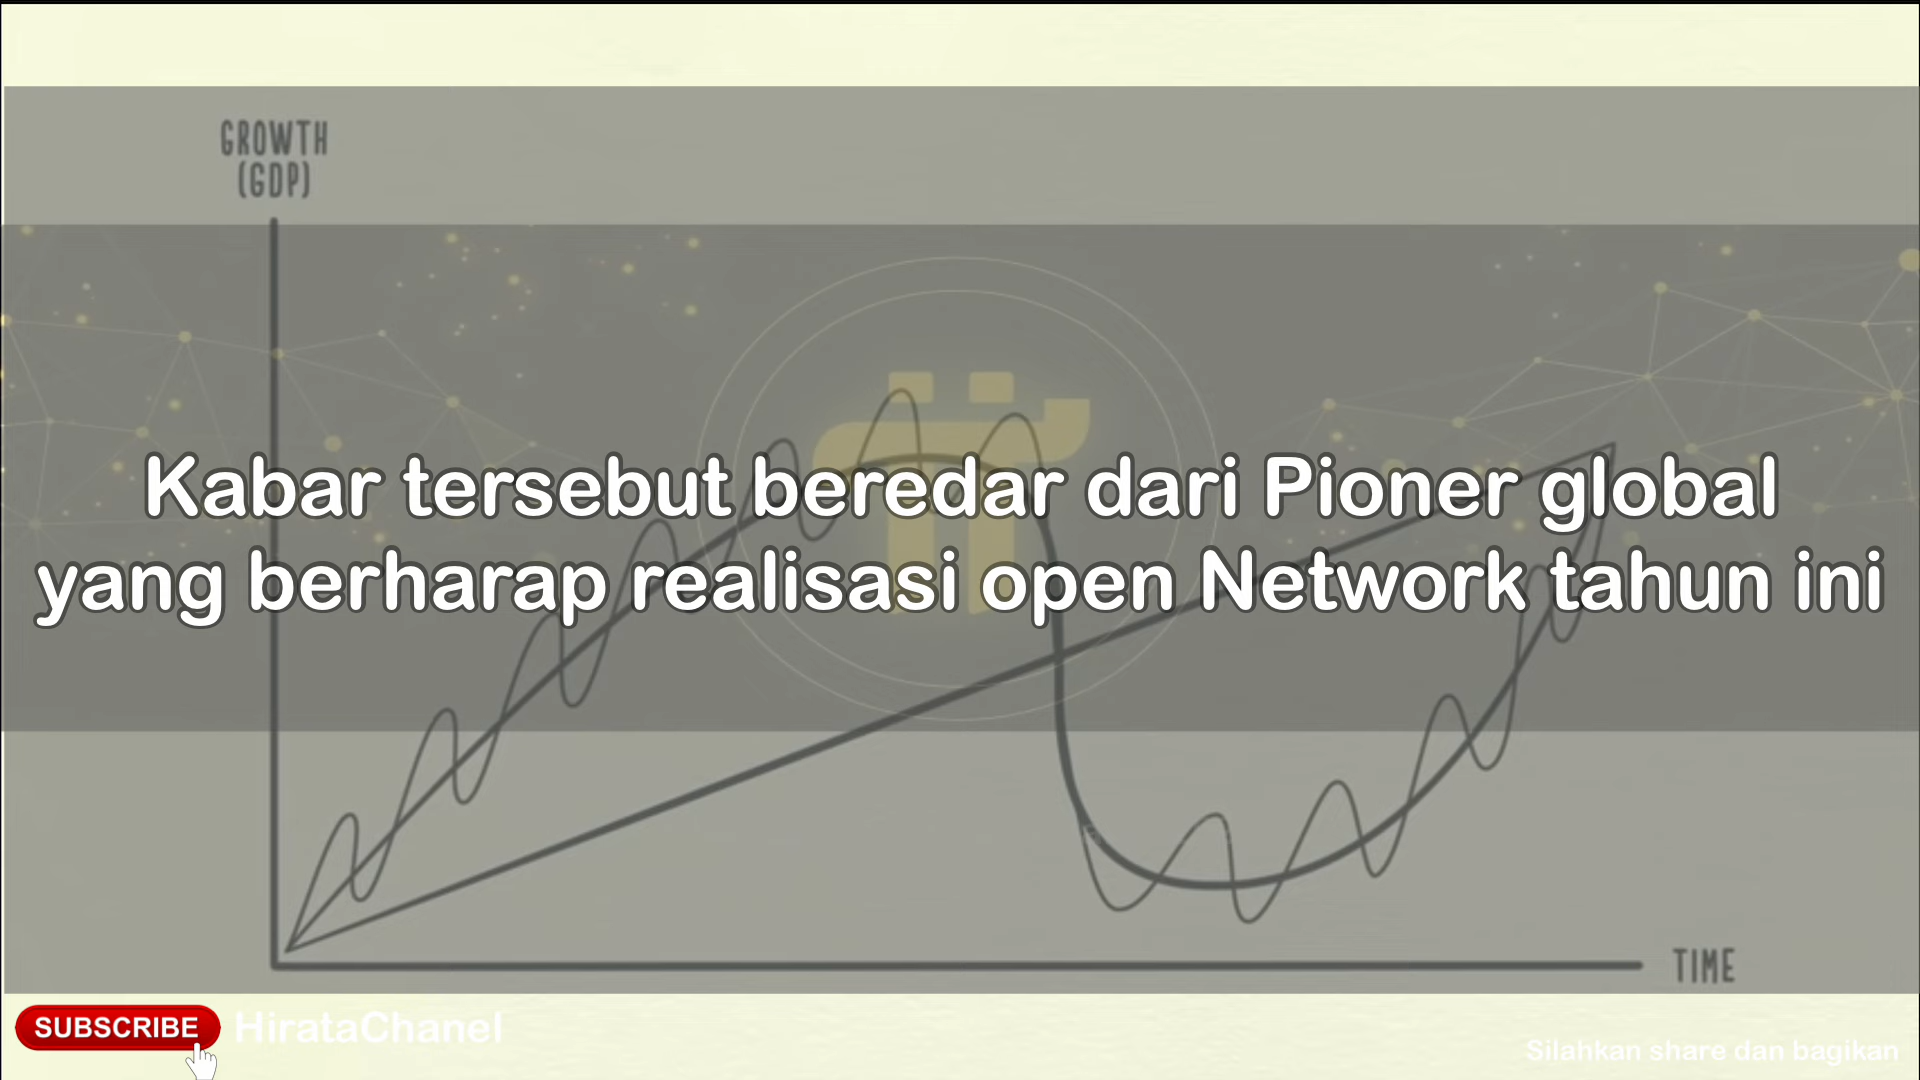 GROWTH
(GDP)
Kabar tersebut beredar dari Pioner global
yang berharap realisasi open Network tahun ini
TIME
SUBSCRIBE HirataChanel
Silahkan share dan bagikan